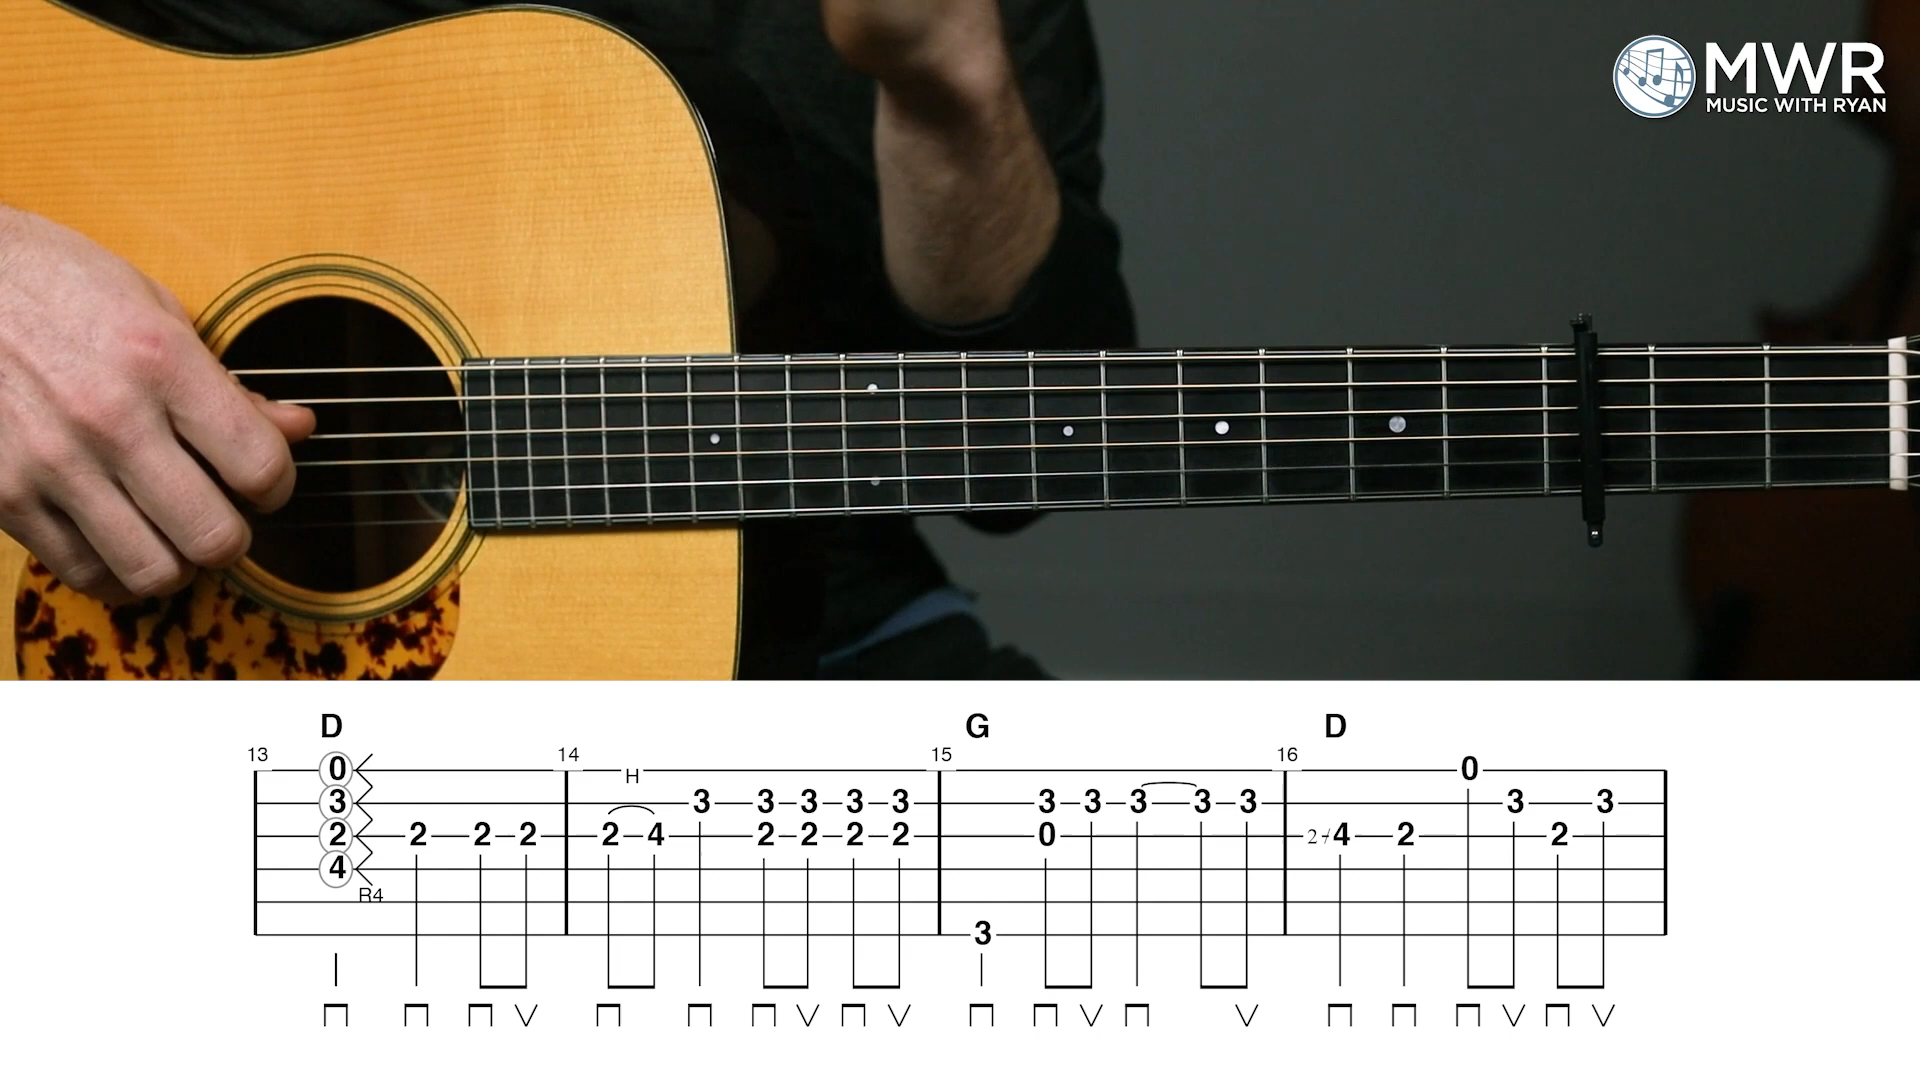 MWR
MUSIC WITH RYAN
D G D
13 14 15 16
0 H 0
3 3 3 3 3 3 3 3 3 3 3 3 3
2 2 2 2 2 4 2 2 2 2 0 2/4 2 2
4
R4
3